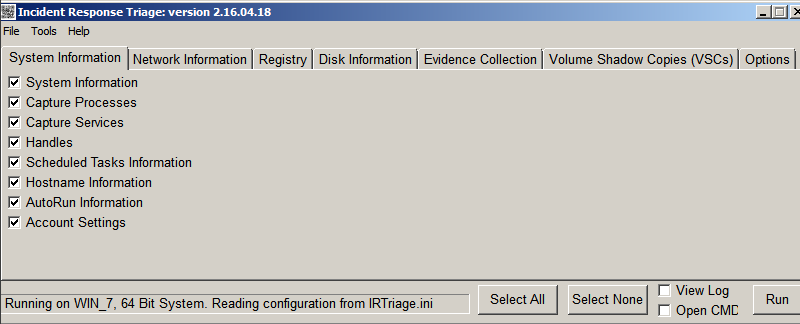 Incident Response Triage: version 2.16.04.18
File Tools Help
System Information Network Information Registry Disk Information Evidence Collection Volume Shadow Copies (VSCs) Options
System Information
Capture Processes
Capture Services
Handles
Scheduled Tasks Information
Hostname Information
AutoRun Information
Account Settings
Running on WIN_7, 64 Bit System. Reading configuration from IRTriage.ini
Select All
Select None
View Log
Open CMD
Run